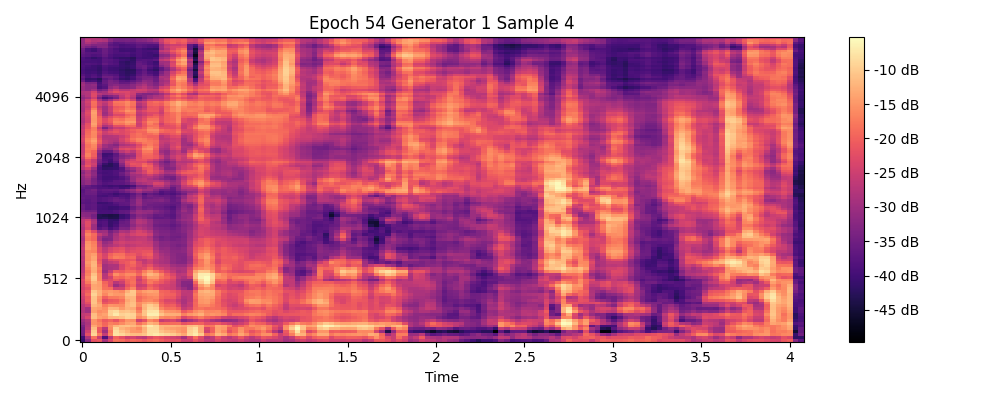 Epoch 54 Generator 1 Sample 4
Hz
4096
2048
1024
512
0
0 0.5 1 1.5 2 2.5 3 3.5 4
Time
-10 dB
-15 dB
-20 dB
-25 dB
-30 dB
-35 dB
-40 dB
-45 dB